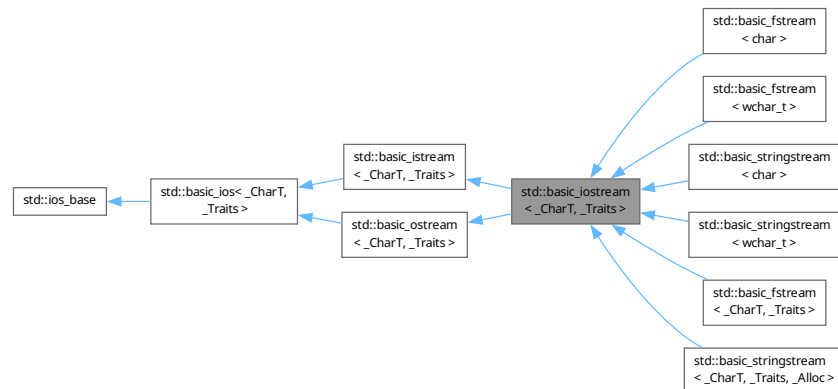 std::ios_base
std::basic_ios< _CharT,
_Traits >
std::basic_istream
< _CharT, _Traits >
std::basic_ostream
< _CharT, _Traits >
std::basic_iostream
< _CharT, _Traits >
std::basic_fstream
< char >
std::basic_fstream
< wchar_t >
std::basic_stringstream
< char >
std::basic_stringstream
< wchar_t >
std::basic_fstream
< _CharT, _Traits >
std::basic_stringstream
< _CharT, _Traits, _Alloc >